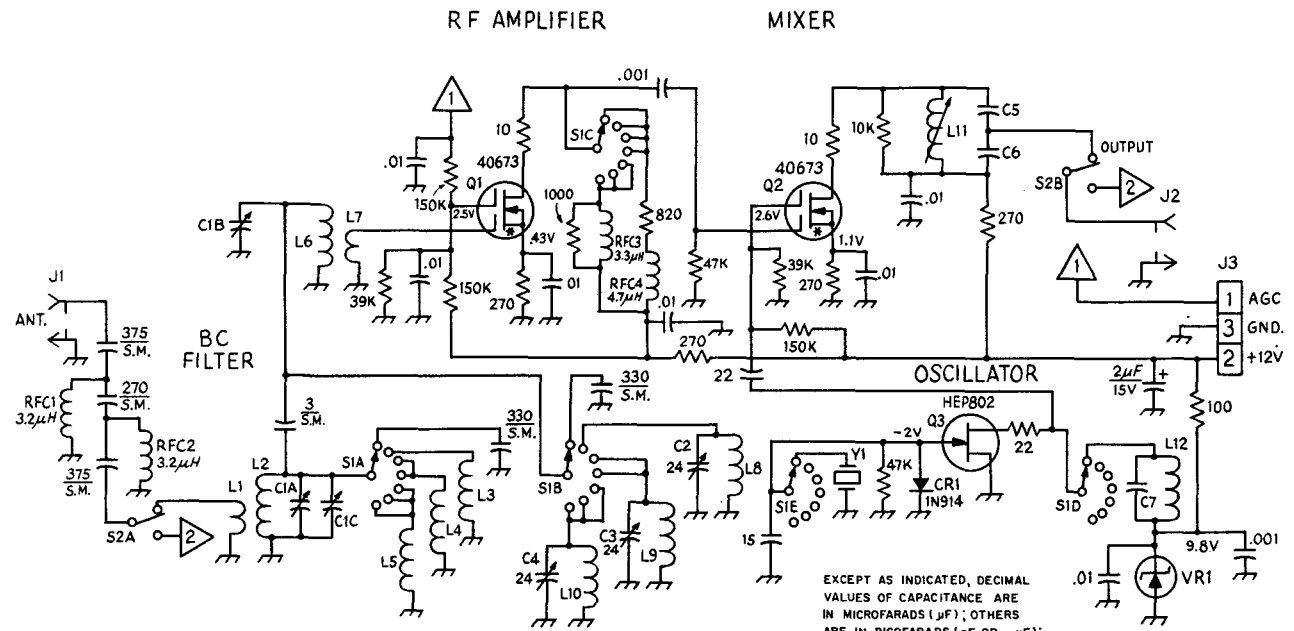 RF AMPLIFIER
MIXER
1
.001
10
S1C
.01
40673
Q1
150K
2.5V
*
.43V
1000
RFC3
3.3µH
820
RFC4
4.7µH
10
10K
L11
C5
C6
OUTPUT
40673
Q2
2.6V
*
1.1V
.01
S2B
2
J2
270
C1B
L6
L7
39K
.01
150K
270
.01
47K
39K
270
.01
1
J3
1
AGC
3
GND.
2
+12V
J1
ANT.
375
S.M.
BC
FILTER
270
S.M.
RFC1
3.2µH
RFC2
3.2µH
375
S.M.
3
S.M.
.01
270
150K
22
OSCILLATOR
2µF
15V
+
100
330
S.M.
330
S.M.
HEP802
Q3
-2V
22
L1
L2
C1A
C1C
S1A
L3
L4
L5
S2A
2
S1B
C2
24
L8
C3
24
L9
C4
24
L10
Y1
S1E
15
47K
CR1
1N914
S1D
L12
C7
9.8V
.001
.01
VR1
EXCEPT AS INDICATED, DECIMAL
VALUES OF CAPACITANCE ARE
IN MICROFARADS (µF); OTHERS